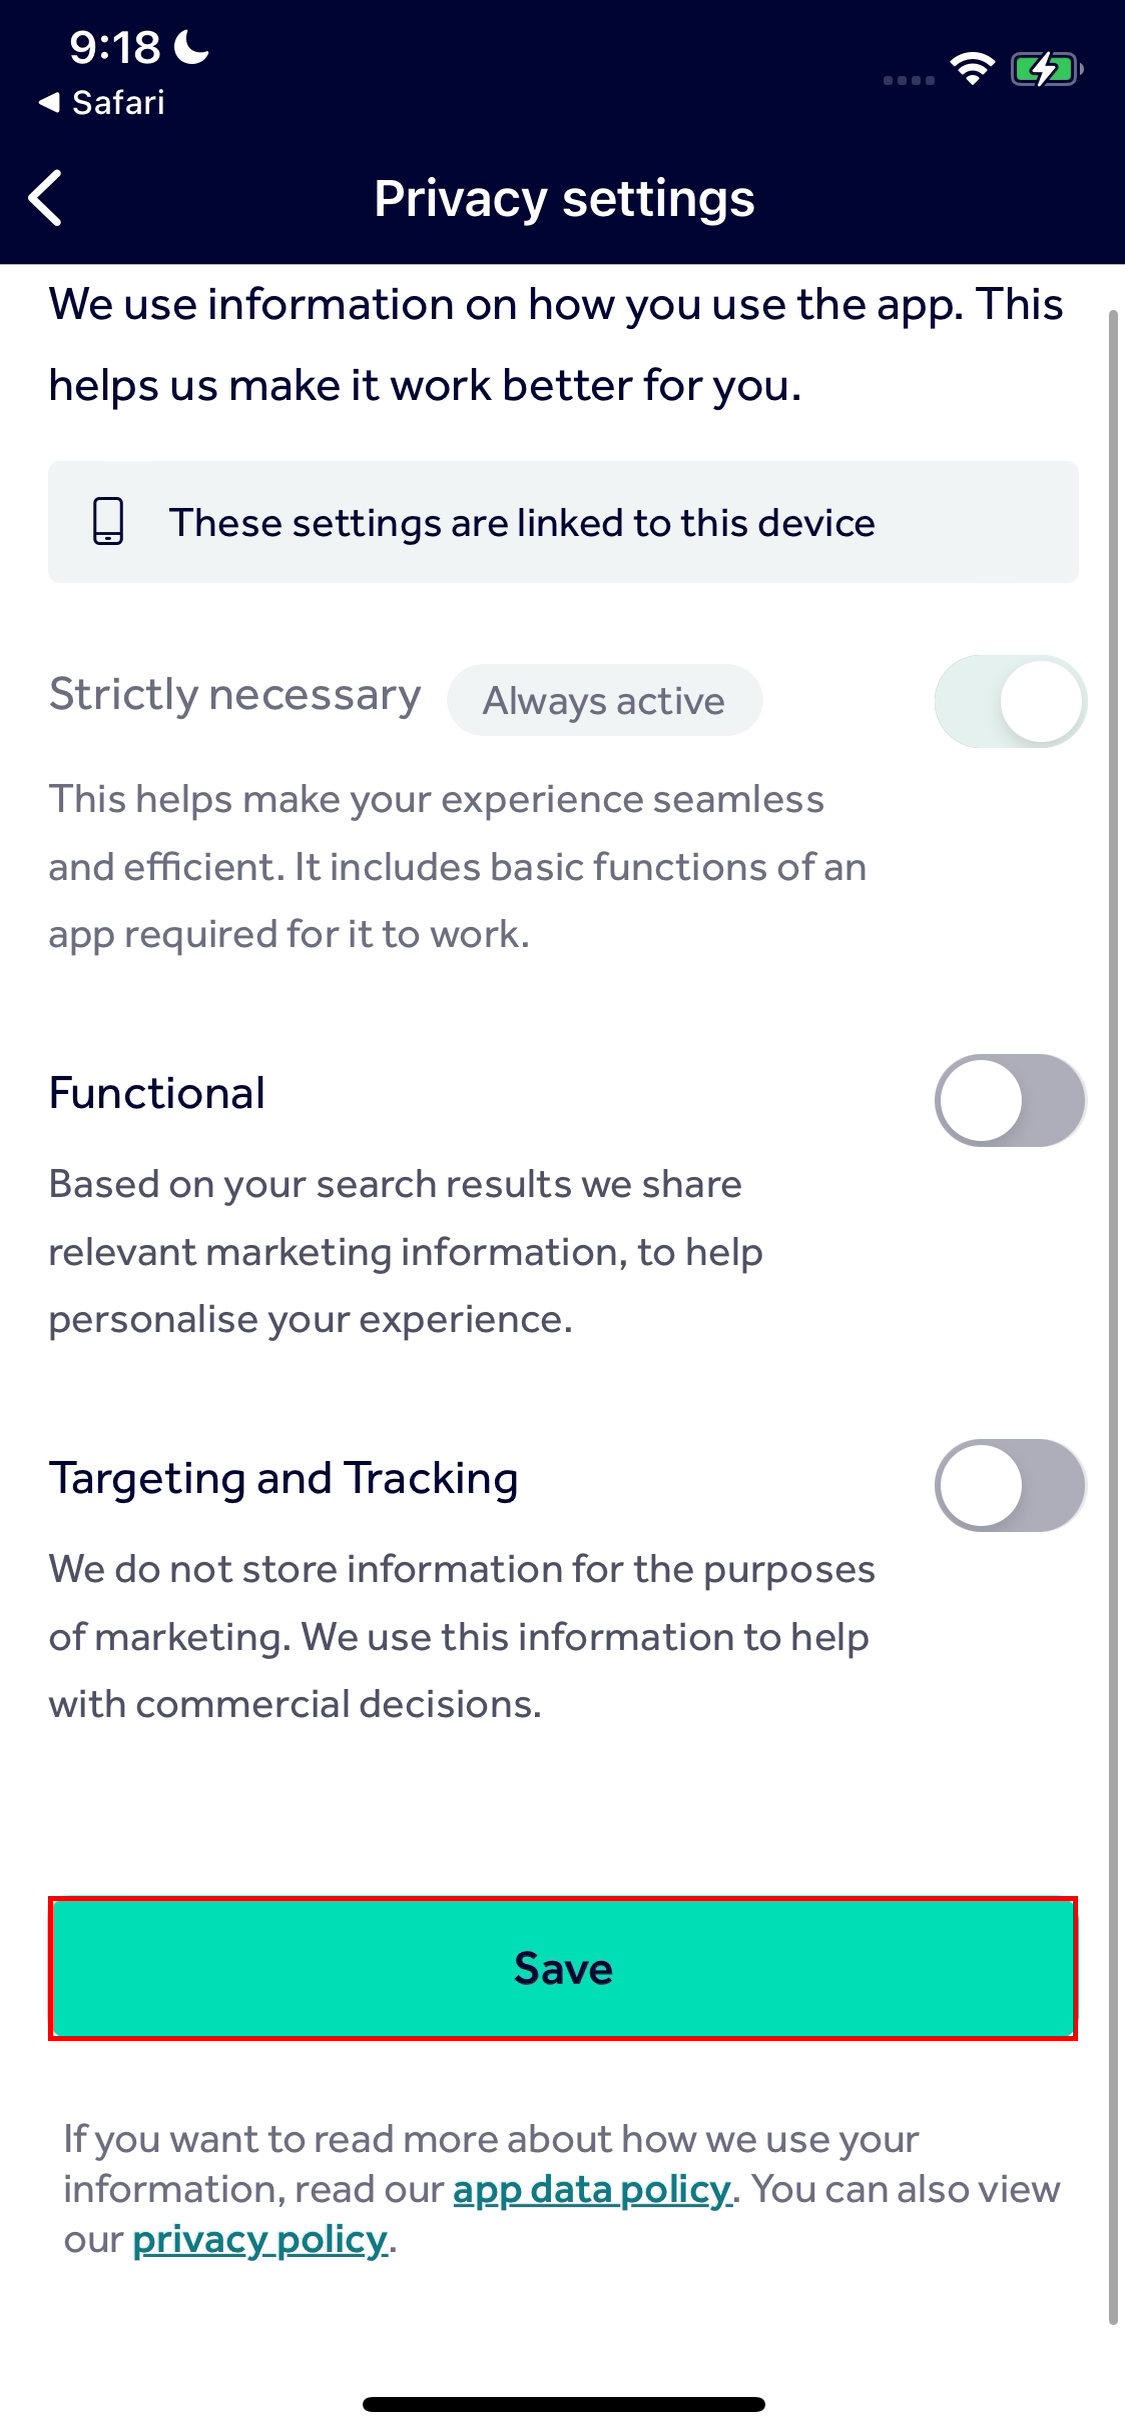 9:18
Safari
Privacy settings
We use information on how you use the app. This
helps us make it work better for you.
These settings are linked to this device
Strictly necessary Always active
This helps make your experience seamless
and efficient. It includes basic functions of an
app required for it to work.
Functional
Based on your search results we share
relevant marketing information, to help
personalise your experience.
Targeting and Tracking
We do not store information for the purposes
of marketing. We use this information to help
with commercial decisions.
Save
If you want to read more about how we use your
information, read our app data policy. You can also view
our privacy policy.